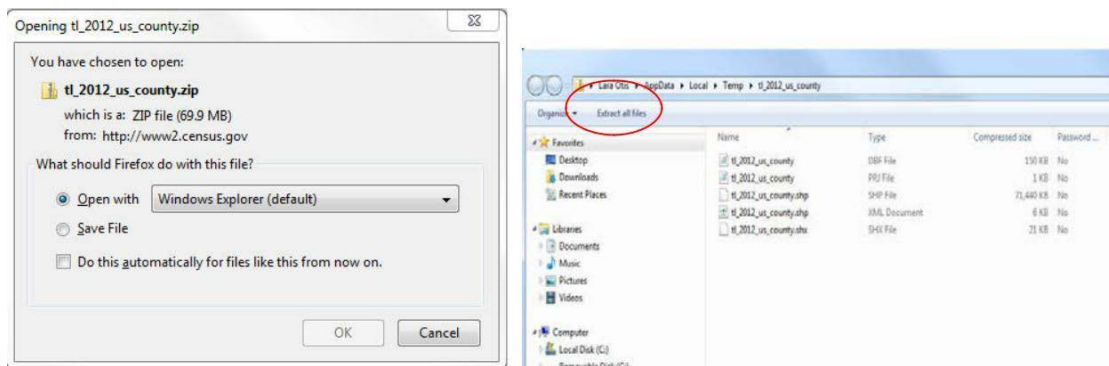 Opening tl_2012_us_county.zip
You have chosen to open:
tl_2012_us_county.zip
which is a: ZIP file (69.9 MB)
from: http://www2.census.gov
What should Firefox do with this file?
Open with Windows Explorer (default)
Save File
Do this automatically for files like this from now on.
OK Cancel
Lara Otis AppData Local Temp tl_2012_us_county
Organize Extract all files
Favorites
Desktop
Downloads
Recent Places
Libraries
Documents
Music
Pictures
Videos
Computer
Local Disk (C:)
Removable Disk (G:)
Name Type Compressed size Password ...
tl_2012_us_county DBF File 150 KB No
tl_2012_us_county PRJ File 1 KB No
tl_2012_us_county.shp SHP File 71,440 KB No
tl_2012_us_county.shp XML Document 6 KB No
tl_2012_us_county.shx SHX File 21 KB No